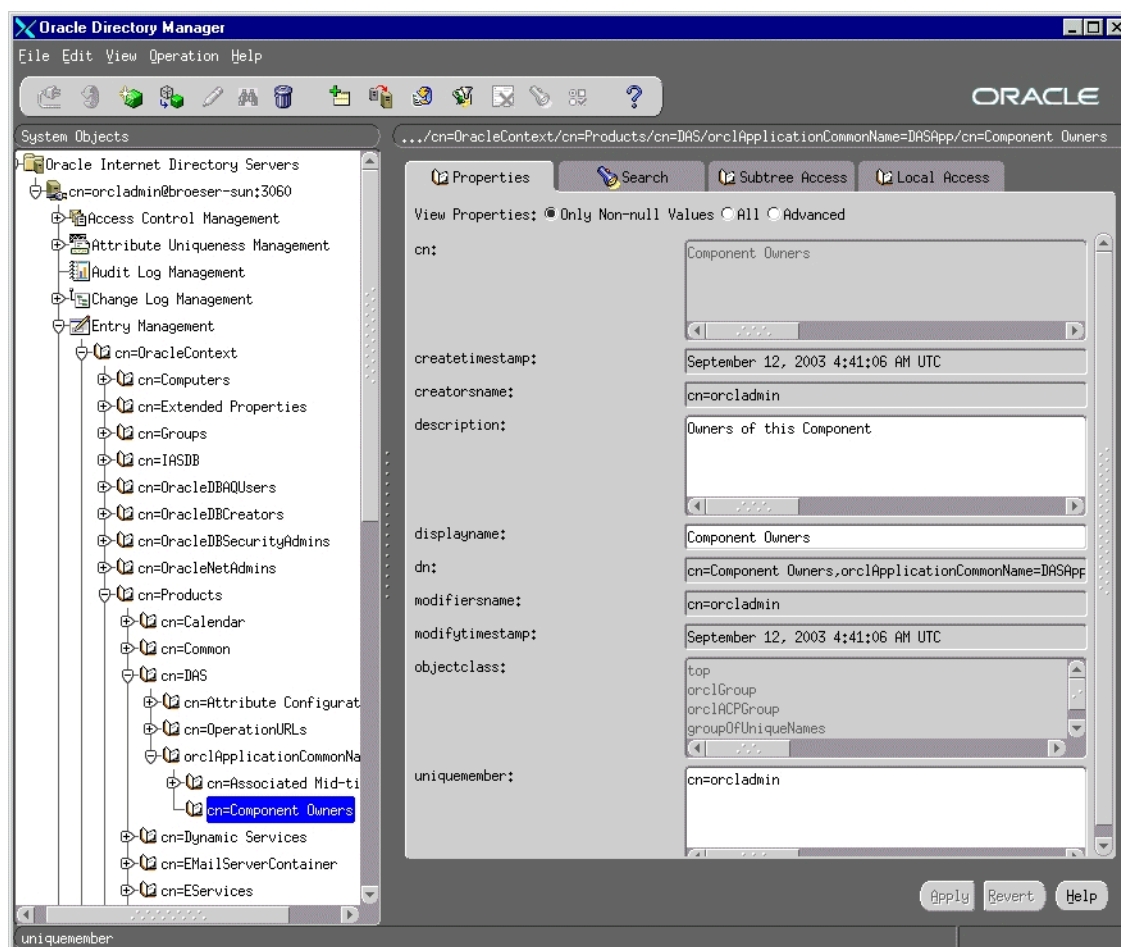 Oracle Directory Manager
File Edit View Operation Help
ORACLE
System Objects
Oracle Internet Directory Servers
cn=orcladmin@broeser-sun:3060
Access Control Management
Attribute Uniqueness Management
Audit Log Management
Change Log Management
Entry Management
cn=OracleContext
cn=Computers
cn=Extended Properties
cn=Groups
cn=IASDB
cn=OracleDBAQUsers
cn=OracleDBCreators
cn=OracleDBSecurityAdmins
cn=OracleNetAdmins
cn=Products
cn=Calendar
cn=Common
cn=DAS
cn=Attribute Configurat
cn=OperationURLs
orclApplicationCommonNa
cn=Associated Mid-ti
cn=Component Owners
cn=Dynamic Services
cn=EMailServerContainer
cn=EServices
.../cn=OracleContext/cn=Products/cn=DAS/orclApplicationCommonName=DASApp/cn=Component Owners
Properties Search Subtree Access Local Access
View Properties: Only Non-null Values All Advanced
cn: Component Owners
createtimestamp: September 12, 2003 4:41:06 AM UTC
creatorsname: cn=orcladmin
description: Owners of this Component
displayname: Component Owners
dn: cn=Component Owners,orclApplicationCommonName=DASApp
modifiersname: cn=orcladmin
modifytimestamp: September 12, 2003 4:41:06 AM UTC
objectclass: top
orclGroup
orclACPGroup
groupOfUniqueNames
uniquemember: cn=orcladmin
Apply Revert Help
uniquemember